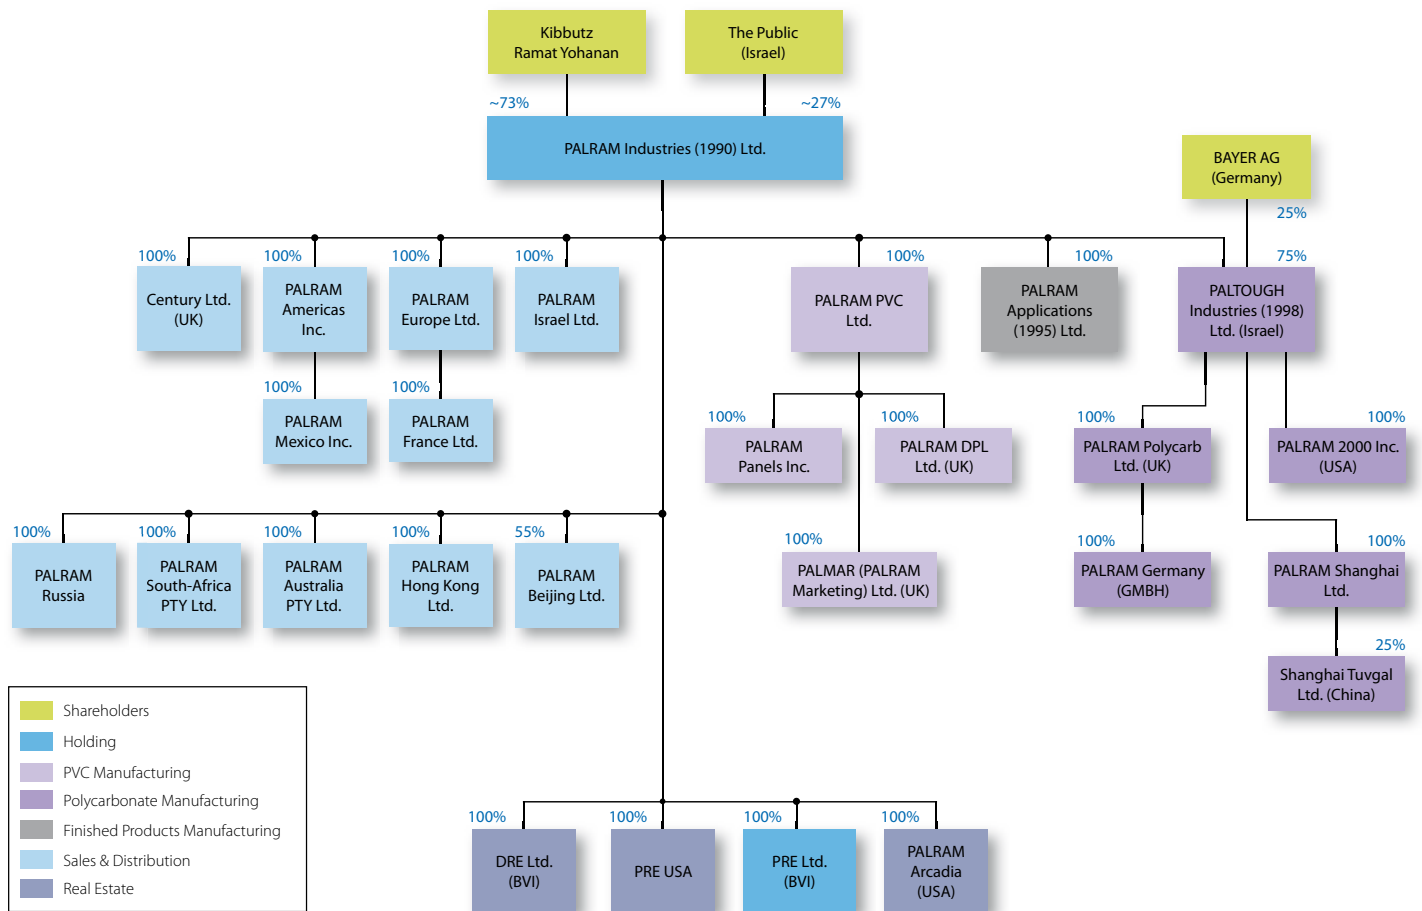 Kibbutz
Ramat Yohanan
The Public
(Israel)
~73%
~27%
PALRAM Industries (1990) Ltd.
BAYER AG
(Germany)
25%
100%
100%
100%
100%
100%
100%
75%
Century Ltd.
(UK)
PALRAM
Americas
Inc.
PALRAM
Europe Ltd.
PALRAM
Israel Ltd.
PALRAM PVC
Ltd.
PALRAM
Applications
(1995) Ltd.
PALTOUGH
Industries (1998)
Ltd. (Israel)
100%
100%
PALRAM
Mexico Inc.
PALRAM
France Ltd.
100%
100%
100%
100%
PALRAM
Panels Inc.
PALRAM DPL
Ltd. (UK)
PALRAM Polycarb
Ltd. (UK)
PALRAM 2000 Inc.
(USA)
100%
100%
100%
100%
55%
100%
100%
100%
PALRAM
Russia
PALRAM
South-Africa
PTY Ltd.
PALRAM
Australia
PTY Ltd.
PALRAM
Hong Kong
Ltd.
PALRAM
Beijing Ltd.
PALMAR (PALRAM
Marketing) Ltd. (UK)
PALRAM Germany
(GMBH)
PALRAM Shanghai
Ltd.
25%
Shanghai Tuvgal
Ltd. (China)
Shareholders
Holding
PVC Manufacturing
Polycarbonate Manufacturing
Finished Products Manufacturing
Sales & Distribution
Real Estate
100%
100%
100%
100%
DRE Ltd.
(BVI)
PRE USA
PRE Ltd.
(BVI)
PALRAM
Arcadia
(USA)